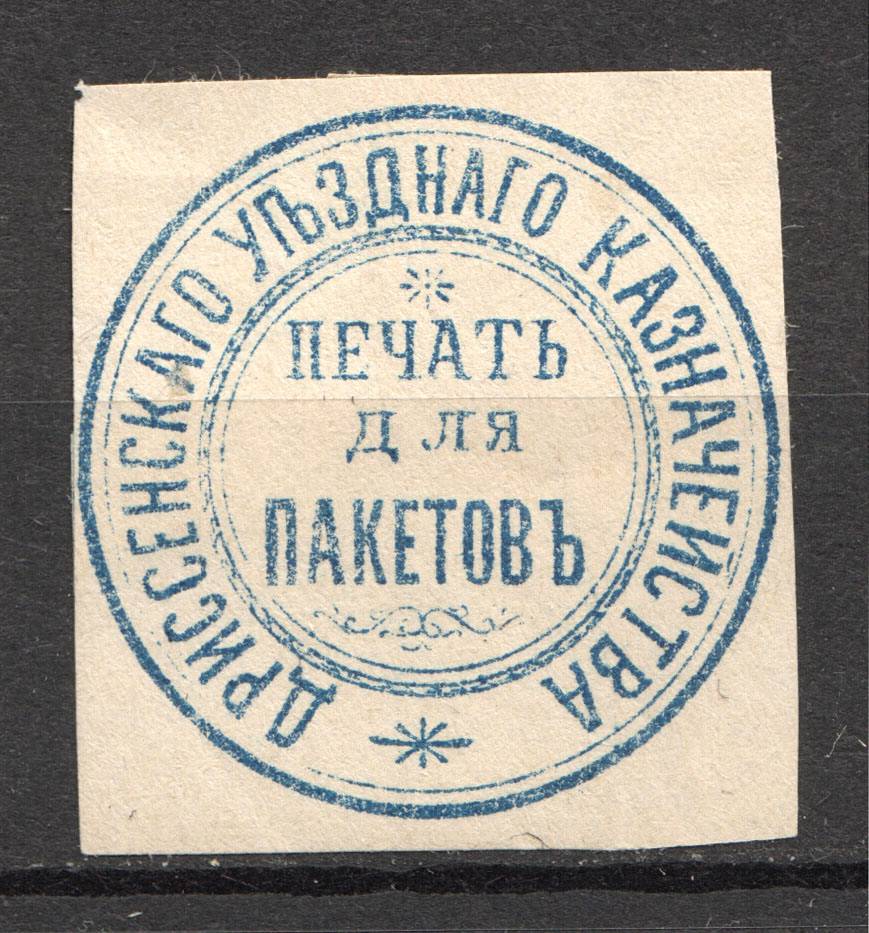 ДРИССЕНСКАГО УѢЗДНАГО КАЗНАЧЕЙСТВА
ПЕЧАТЬ
ДЛЯ
ПАКЕТОВЪ